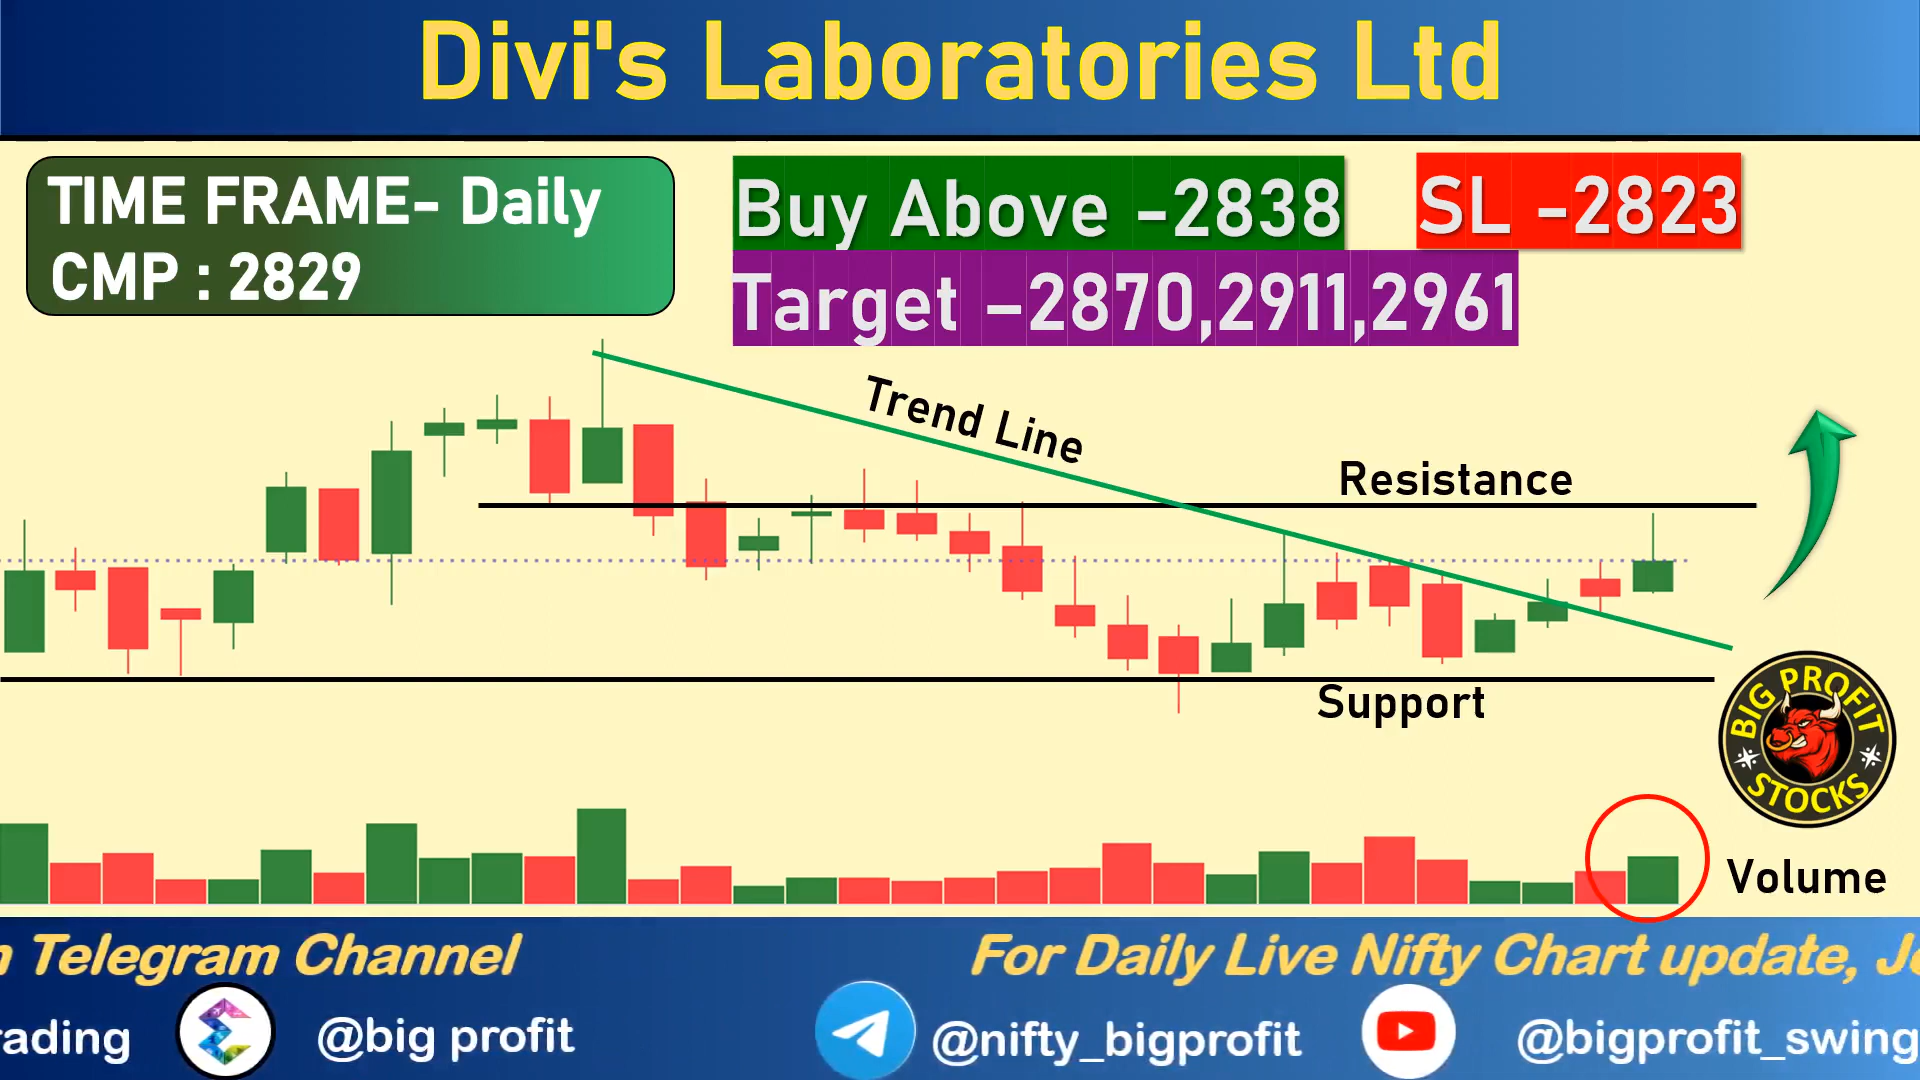 Divi's Laboratories Ltd
TIME FRAME- Daily
CMP : 2829
Buy Above -2838
SL -2823
Target -2870,2911,2961
Trend Line
Resistance
Support
BIG PROFIT
STOCKS
Volume
Telegram Channel
For Daily Live Nifty Chart update,
@big profit
@nifty_bigprofit
@bigprofit_swing